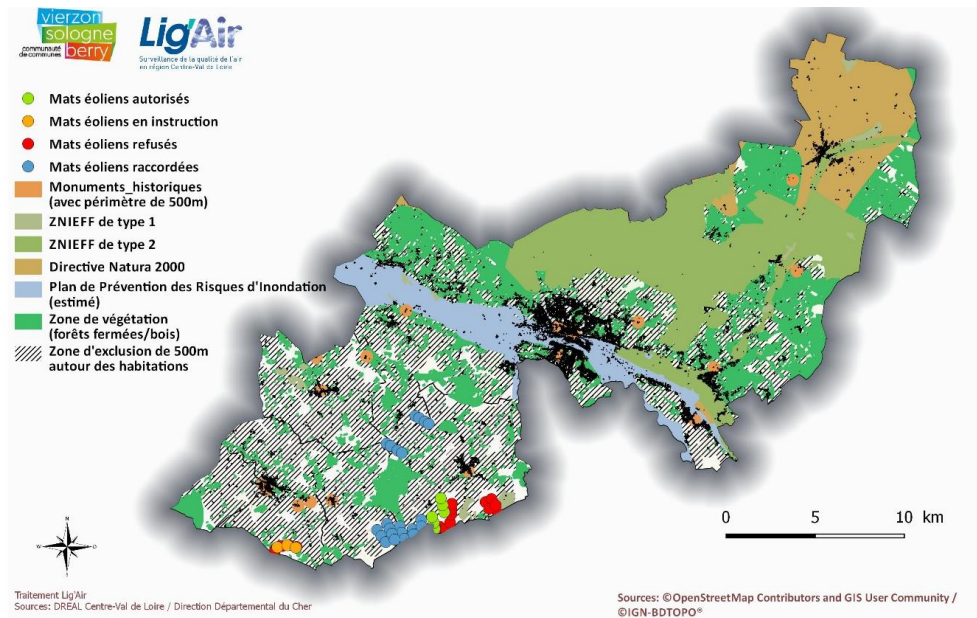 vierzon
sologne
communauté
de communes berry
Lig'Air
Surveillance de la qualité de l'air
en région Centre-Val de Loire
Mats éoliens autorisés
Mats éoliens en instruction
Mats éoliens refusés
Mats éoliens raccordées
Monuments_historiques
(avec périmètre de 500m)
ZNIEFF de type 1
ZNIEFF de type 2
Directive Natura 2000
Plan de Prévention des Risques d'Inondation
(estimé)
Zone de végétation
(forêts fermées/bois)
Zone d'exclusion de 500m
autour des habitations
0 5 10 km
Traitement Lig'Air
Sources: DREAL Centre-Val de Loire / Direction Départemental du Cher
Sources: ©OpenStreetMap Contributors and GIS User Community /
©IGN-BDTOPO®